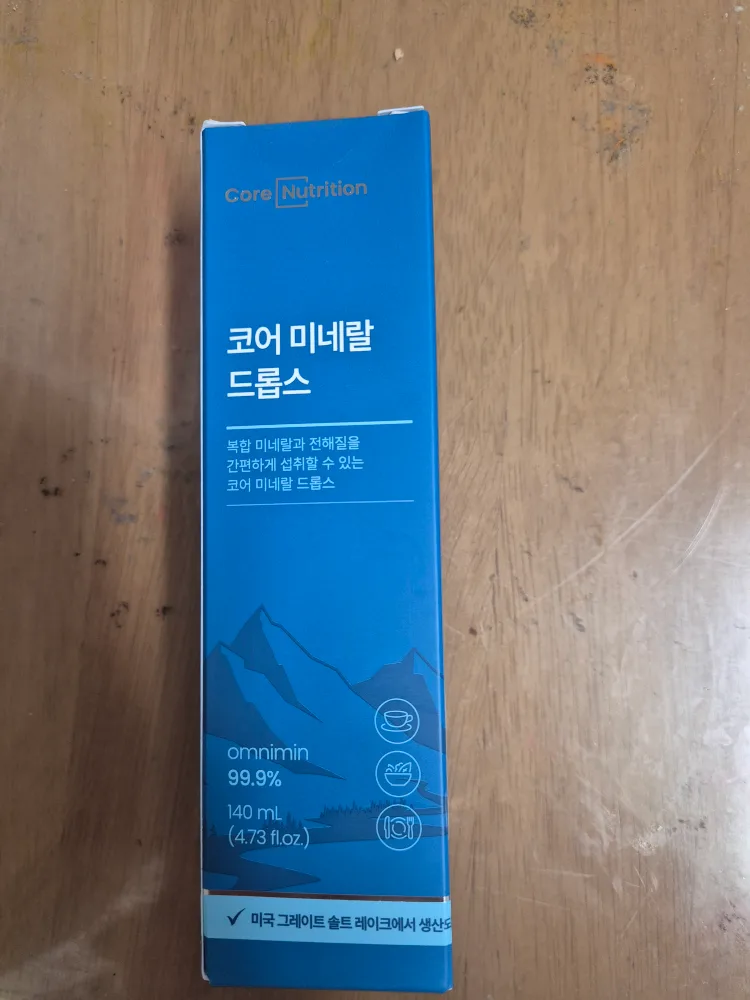 Core Nutrition
코어 미네랄
드롭스
복합 미네랄과 전해질을
간편하게 섭취할 수 있는
코어 미네랄 드롭스
omnimin
99.9%
140 mL
(4.73 fl.oz.)
미국 그레이트 솔트 레이크에서 생산